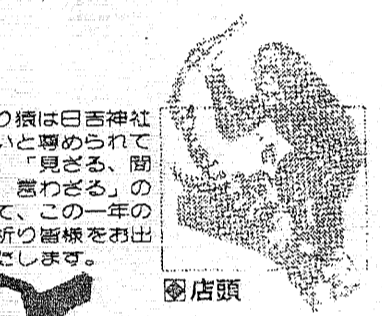 り猿は日吉神社
いと尊められて
「見ざる、聞
言わざる」の
て、この一年の
祈り皆様をお出
たします。
店頭